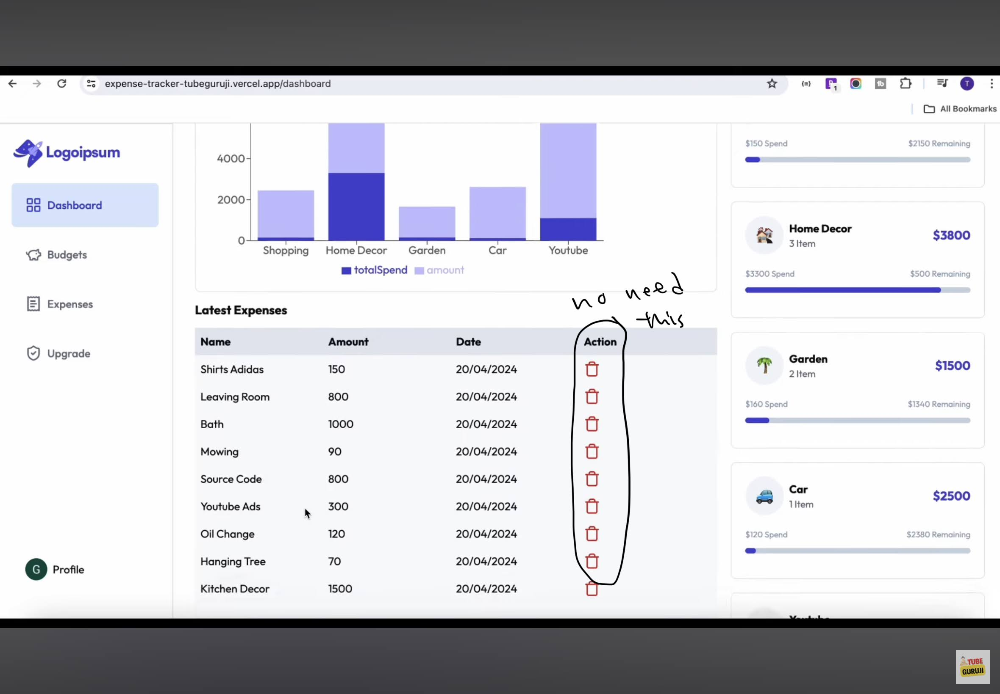 expense-tracker-tubeguruji.vercel.app/dashboard
1
1b
T
All Bookmarks
Logoipsum
Dashboard
Budgets
Expenses
Upgrade
G Profile
4000
2000
0
Shopping Home Decor Garden Car Youtube
totalSpend amount
no need
this
Latest Expenses
Name Amount Date Action
Shirts Adidas 150 20/04/2024
Leaving Room 800 20/04/2024
Bath 1000 20/04/2024
Mowing 90 20/04/2024
Source Code 800 20/04/2024
Youtube Ads 300 20/04/2024
Oil Change 120 20/04/2024
Hanging Tree 70 20/04/2024
Kitchen Decor 1500 20/04/2024
$150 Spend $2150 Remaining
Home Decor $3800
3 Item
$3300 Spend $500 Remaining
Garden $1500
2 Item
$160 Spend $1340 Remaining
Car $2500
1 Item
$120 Spend $2380 Remaining
Youtube
TUBE
GURUJI